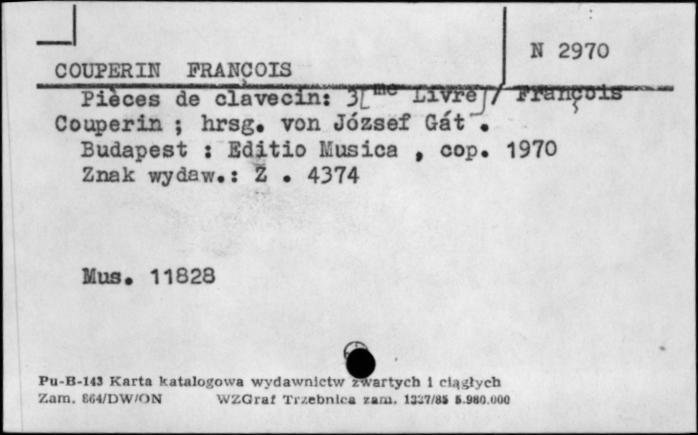 N 2970
COUPERIN FRANÇOIS
Pièces de clavecin: 3[me Livre] / François
Couperin ; hrsg. von József Gát .
Budapest : Editio Musica , cop. 1970
Znak wydaw.: Z . 4374
Mus. 11828
Pu-B-143 Karta katalogowa wydawnictw zwartych i ciągłych
Zam. 864/DW/ON WZGraf Trzebnica zam. 1327/85 5.980.000